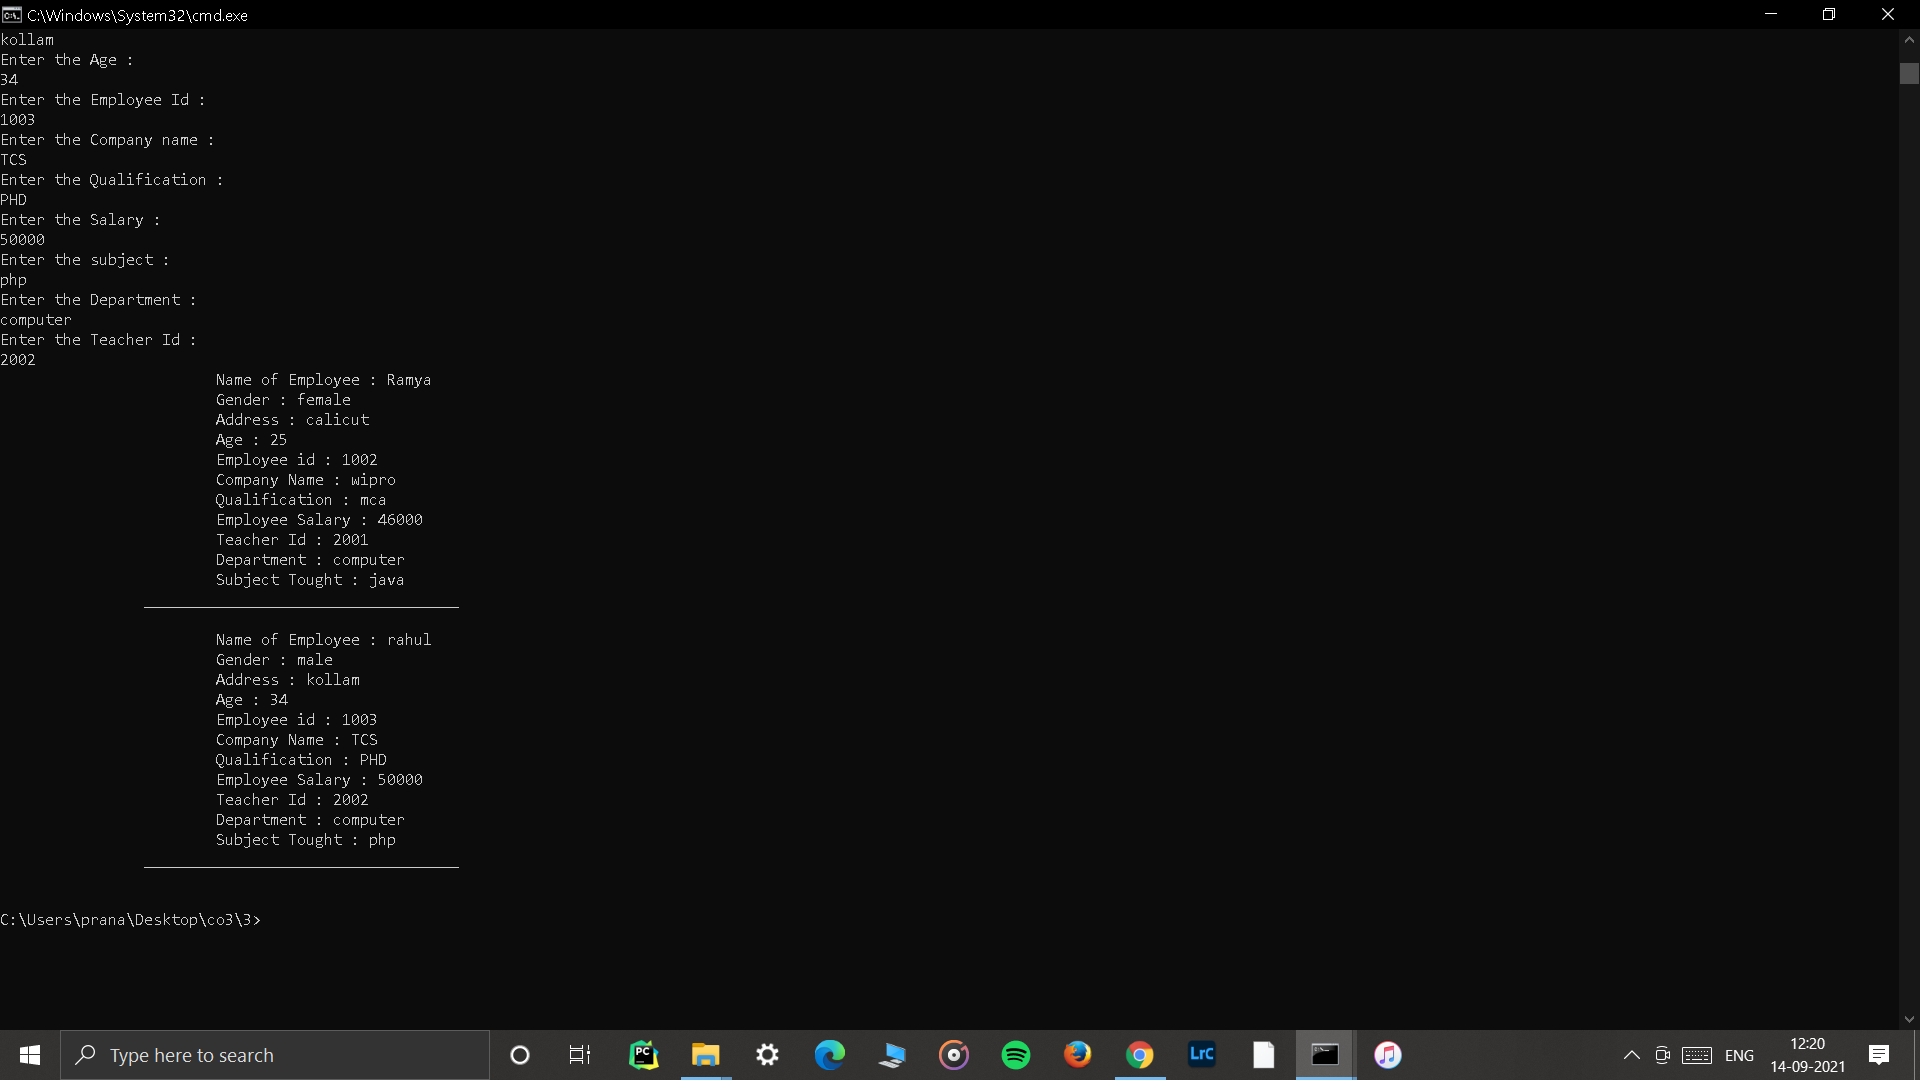 C:\Windows\System32\cmd.exe
kollam
Enter the Age :
34
Enter the Employee Id :
1003
Enter the Company name :
TCS
Enter the Qualification :
PHD
Enter the Salary :
50000
Enter the subject :
php
Enter the Department :
computer
Enter the Teacher Id :
2002
Name of Employee : Ramya
Gender : female
Address : calicut
Age : 25
Employee id : 1002
Company Name : wipro
Qualification : mca
Employee Salary : 46000
Teacher Id : 2001
Department : computer
Subject Tought : java
Name of Employee : rahul
Gender : male
Address : kollam
Age : 34
Employee id : 1003
Company Name : TCS
Qualification : PHD
Employee Salary : 50000
Teacher Id : 2002
Department : computer
Subject Tought : php
C:\Users\prana\Desktop\co3\3>
Type here to search
PC
LrC
ENG
12:20
14-09-2021